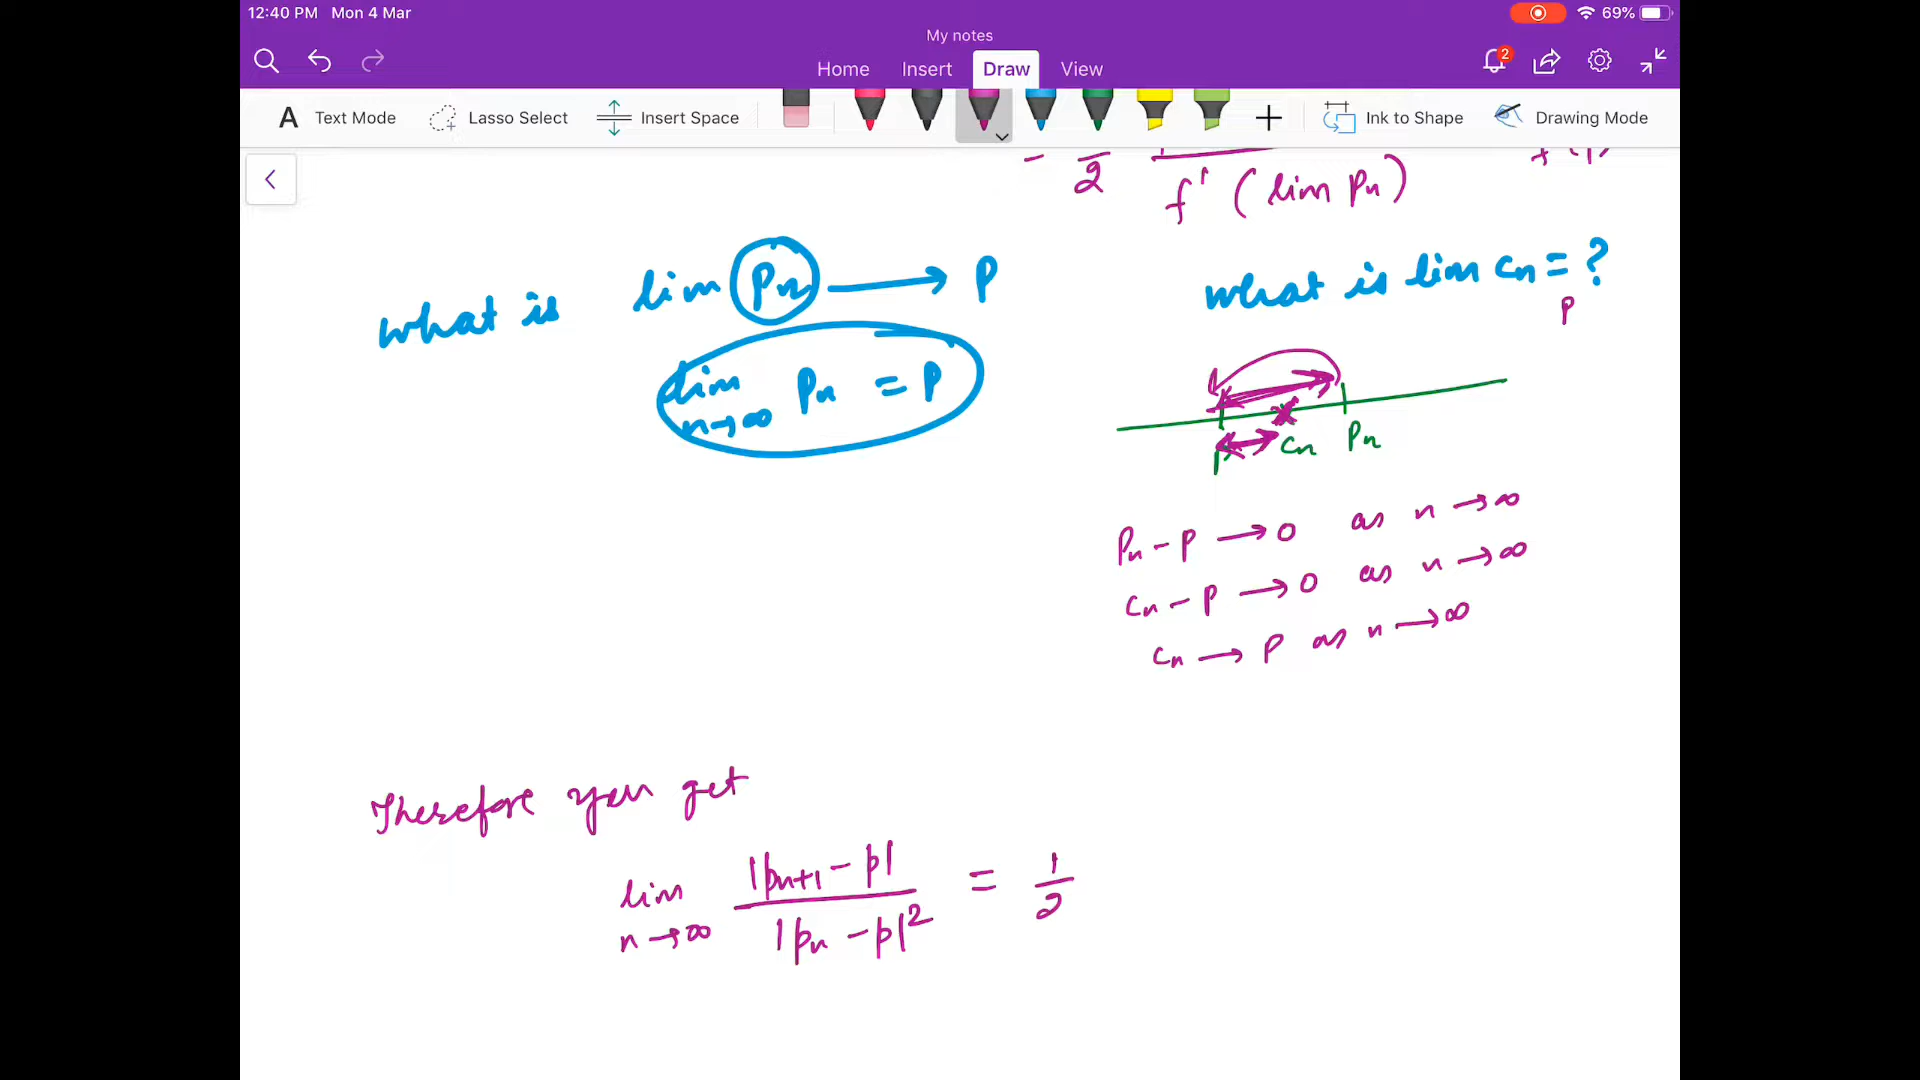 12:40 PM Mon 4 Mar
69%
My notes
Home Insert Draw View
2
A Text Mode Lasso Select Insert Space Ink to Shape Drawing Mode
- 2 f' (lim pn)
what is lim pn → p
lim n→∞ pn = p
what is lim cn = ?
p
p cn pn
pn - p → 0 as n → ∞
cn - p → 0 as n → ∞
cn → p as n → ∞
Therefore you get
lim n→∞ |pn+1 - p| / |pn - p|² = 1/2